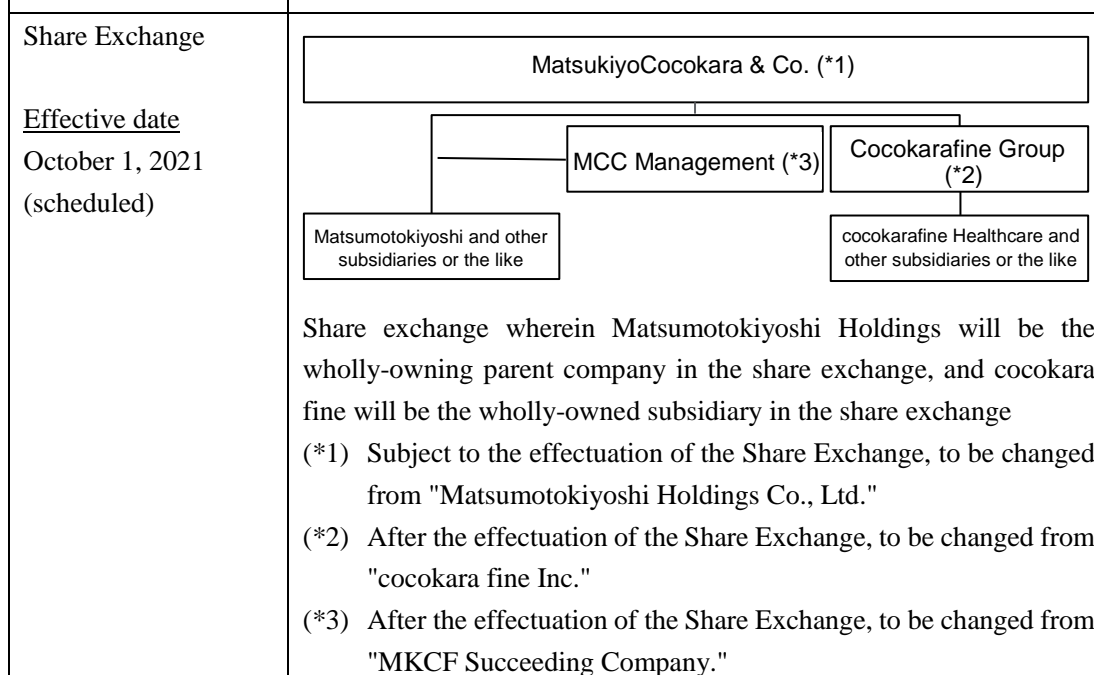 Share Exchange
Effective date
October 1, 2021
(scheduled)
MatsukiyoCocokara & Co. (*1)
MCC Management (*3)
Cocokarafine Group
(*2)
Matsumotokiyoshi and other
subsidiaries or the like
cocokarafine Healthcare and
other subsidiaries or the like
Share exchange wherein Matsumotokiyoshi Holdings will be the
wholly-owning parent company in the share exchange, and cocokara
fine will be the wholly-owned subsidiary in the share exchange
(*1) Subject to the effectuation of the Share Exchange, to be changed
from "Matsumotokiyoshi Holdings Co., Ltd."
(*2) After the effectuation of the Share Exchange, to be changed from
"cocokara fine Inc."
(*3) After the effectuation of the Share Exchange, to be changed from
"MKCF Succeeding Company."